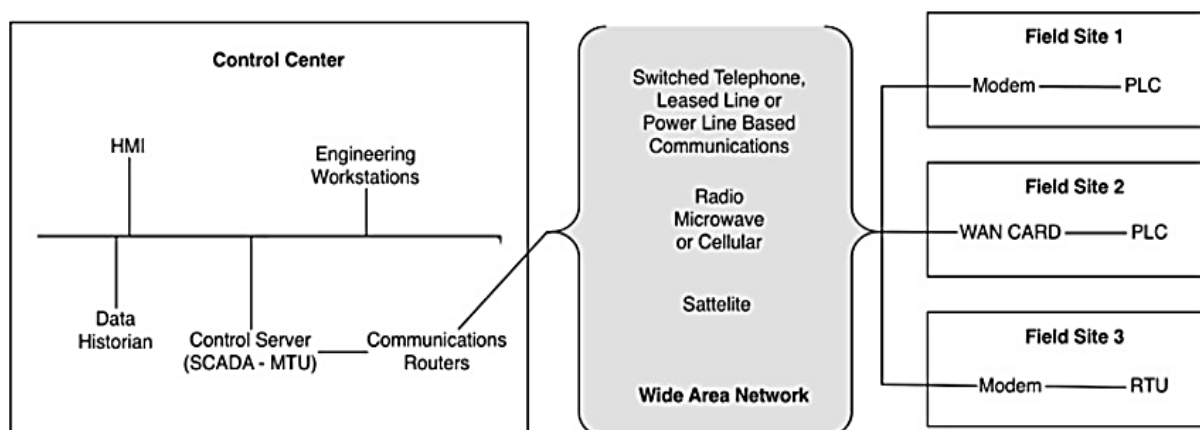 Control Center
HMI
Engineering
Workstations
Data
Historian
Control Server
(SCADA - MTU)
Communications
Routers
Switched Telephone,
Leased Line or
Power Line Based
Communications
Radio
Microwave
or Cellular
Sattelite
Wide Area Network
Field Site 1
Modem PLC
Field Site 2
WAN CARD PLC
Field Site 3
Modem RTU